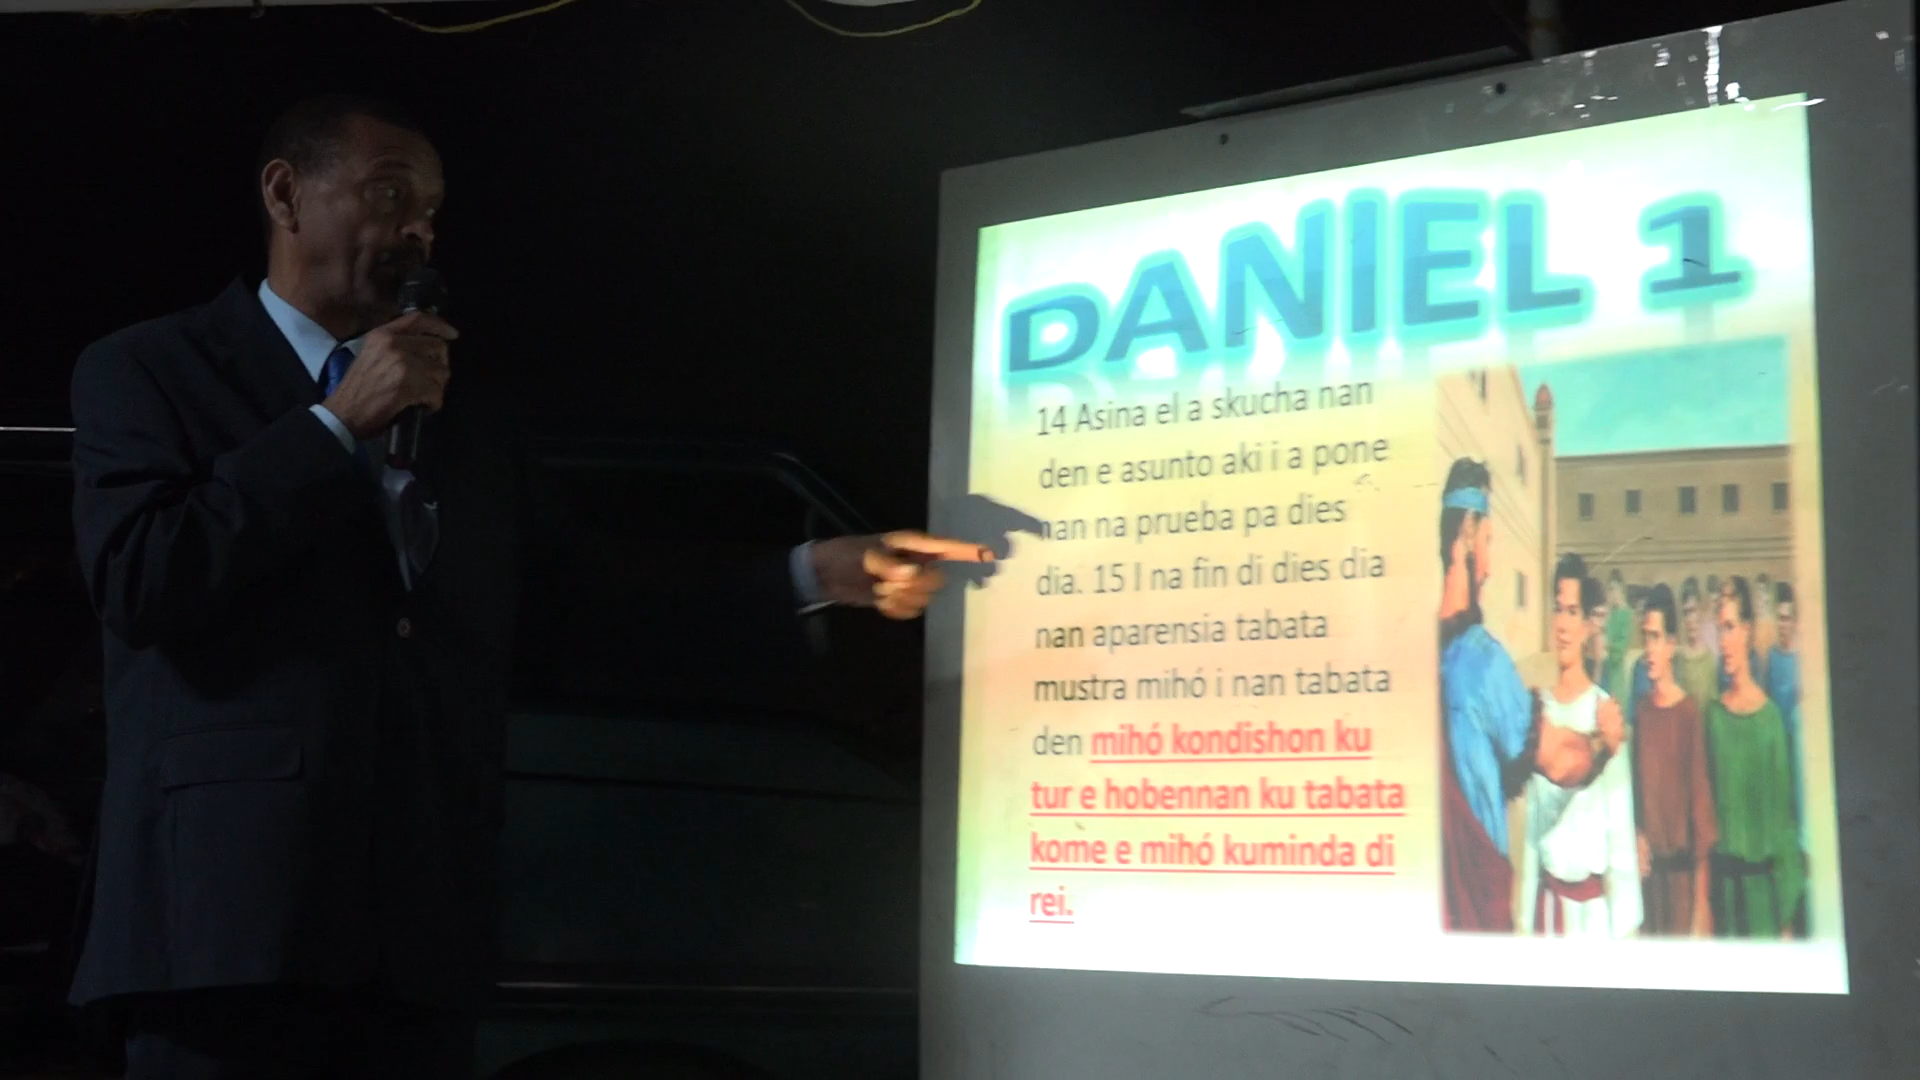 DANIEL 1
14 Asina el a skucha nan
den e asunto aki i a pone
nan na prueba pa dies
dia. 15 I na fin di dies dia
nan aparensia tabata
mustra mihó i nan tabata
den mihó kondishon ku
tur e hobennan ku tabata
kome e mihó kuminda di
rei.